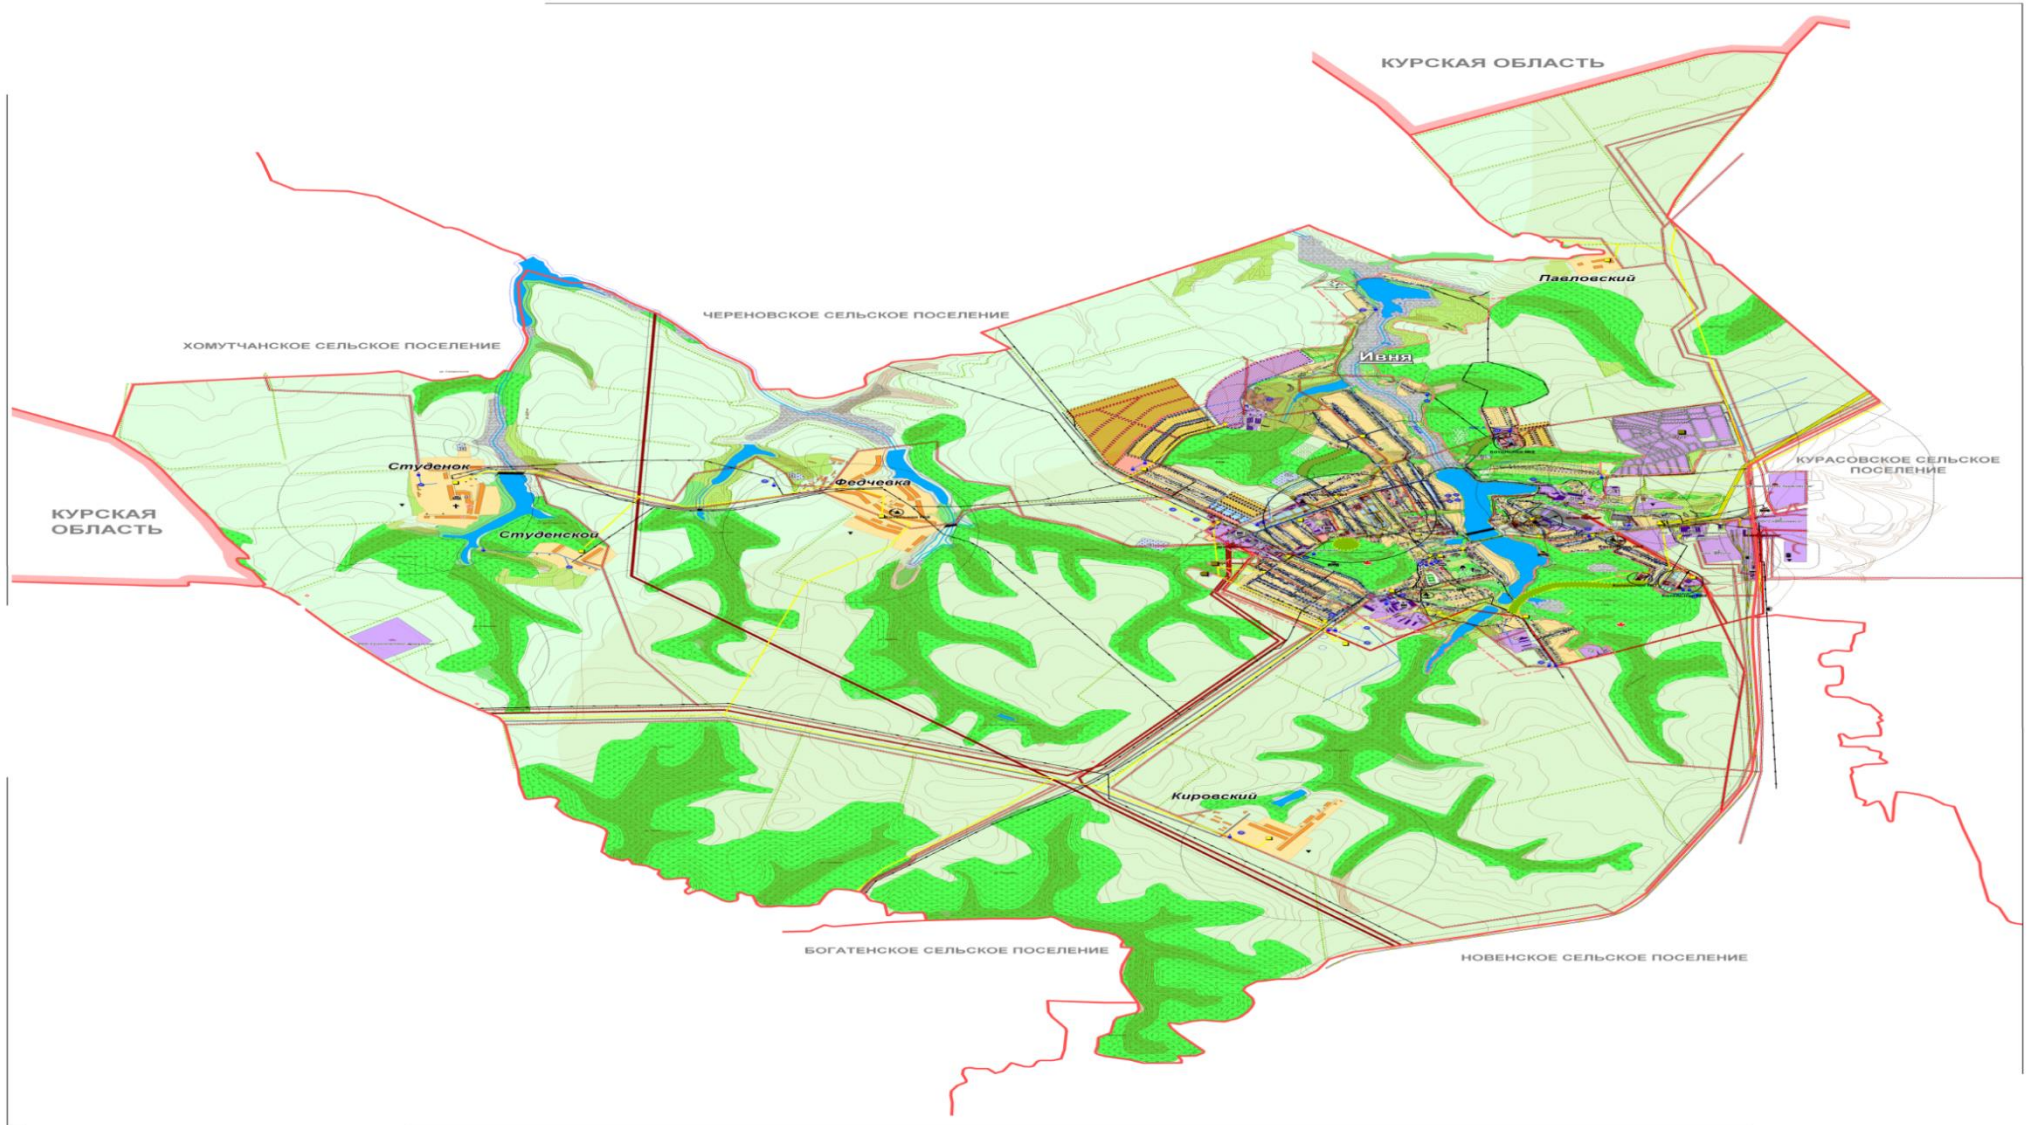 КУРСКАЯ ОБЛАСТЬ
Павловский
ЧЕРЕНОВСКОЕ СЕЛЬСКОЕ ПОСЕЛЕНИЕ
ХОМУТЧАНСКОЕ СЕЛЬСКОЕ ПОСЕЛЕНИЕ
Ивня
КУРАСОВСКОЕ СЕЛЬСКОЕ
ПОСЕЛЕНИЕ
Студенок
Федчевка
КУРСКАЯ
ОБЛАСТЬ
Студенской
Кировский
БОГАТЕНСКОЕ СЕЛЬСКОЕ ПОСЕЛЕНИЕ
НОВЕНСКОЕ СЕЛЬСКОЕ ПОСЕЛЕНИЕ